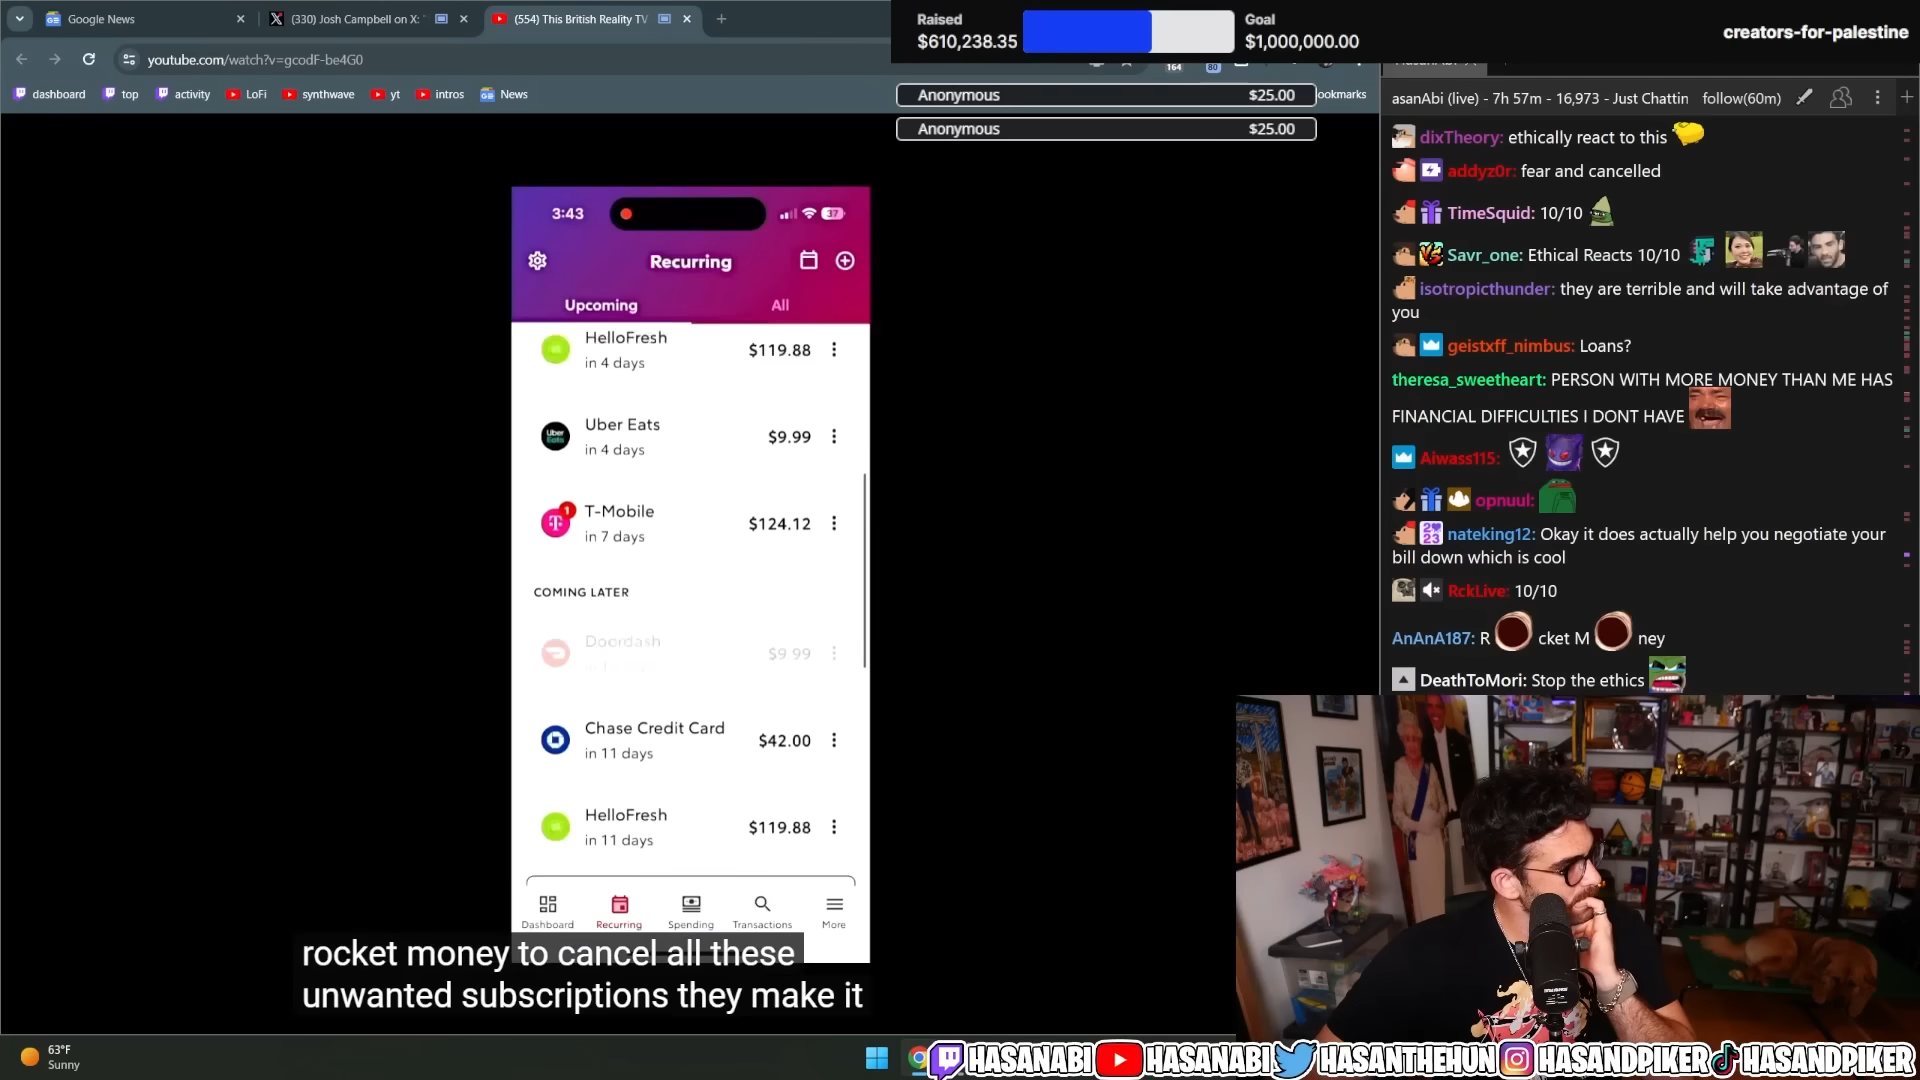 Google News
(330) Josh Campbell on X: "
(554) This British Reality TV
youtube.com/watch?v=gcodF-be4G0
dashboard
top
activity
LoFi
synthwave
yt
intros
News
Raised
$610,238.35
Goal
$1,000,000.00
creators-for-palestine
164
80
Anonymous $25.00
ookmarks
Anonymous $25.00
3:43
37
Recurring
Upcoming
All
HelloFresh
in 4 days
$119.88
Uber Eats
Uber Eats
in 4 days
$9.99
1
T-Mobile
in 7 days
$124.12
COMING LATER
Doordash
$9.99
Chase Credit Card
in 11 days
$42.00
HelloFresh
in 11 days
$119.88
Dashboard
Recurring
Spending
Transactions
More
rocket money to cancel all these
unwanted subscriptions they make it
asanAbi (live) - 7h 57m - 16,973 - Just Chattin
follow(60m)
dixTheory: ethically react to this
addyz0r: fear and cancelled
TimeSquid: 10/10
Savr_one: Ethical Reacts 10/10
isotropicthunder: they are terrible and will take advantage of
you
geistxff_nimbus: Loans?
theresa_sweetheart: PERSON WITH MORE MONEY THAN ME HAS
FINANCIAL DIFFICULTIES I DONT HAVE
Aiwass115:
opnuul:
nateking12: Okay it does actually help you negotiate your
bill down which is cool
RckLive: 10/10
AnAnA187: R cket M ney
DeathToMori: Stop the ethics
63°F
Sunny
HASANABI
HASANABI
HASANTHEHUN
HASANDPIKER
HASANDPIKER